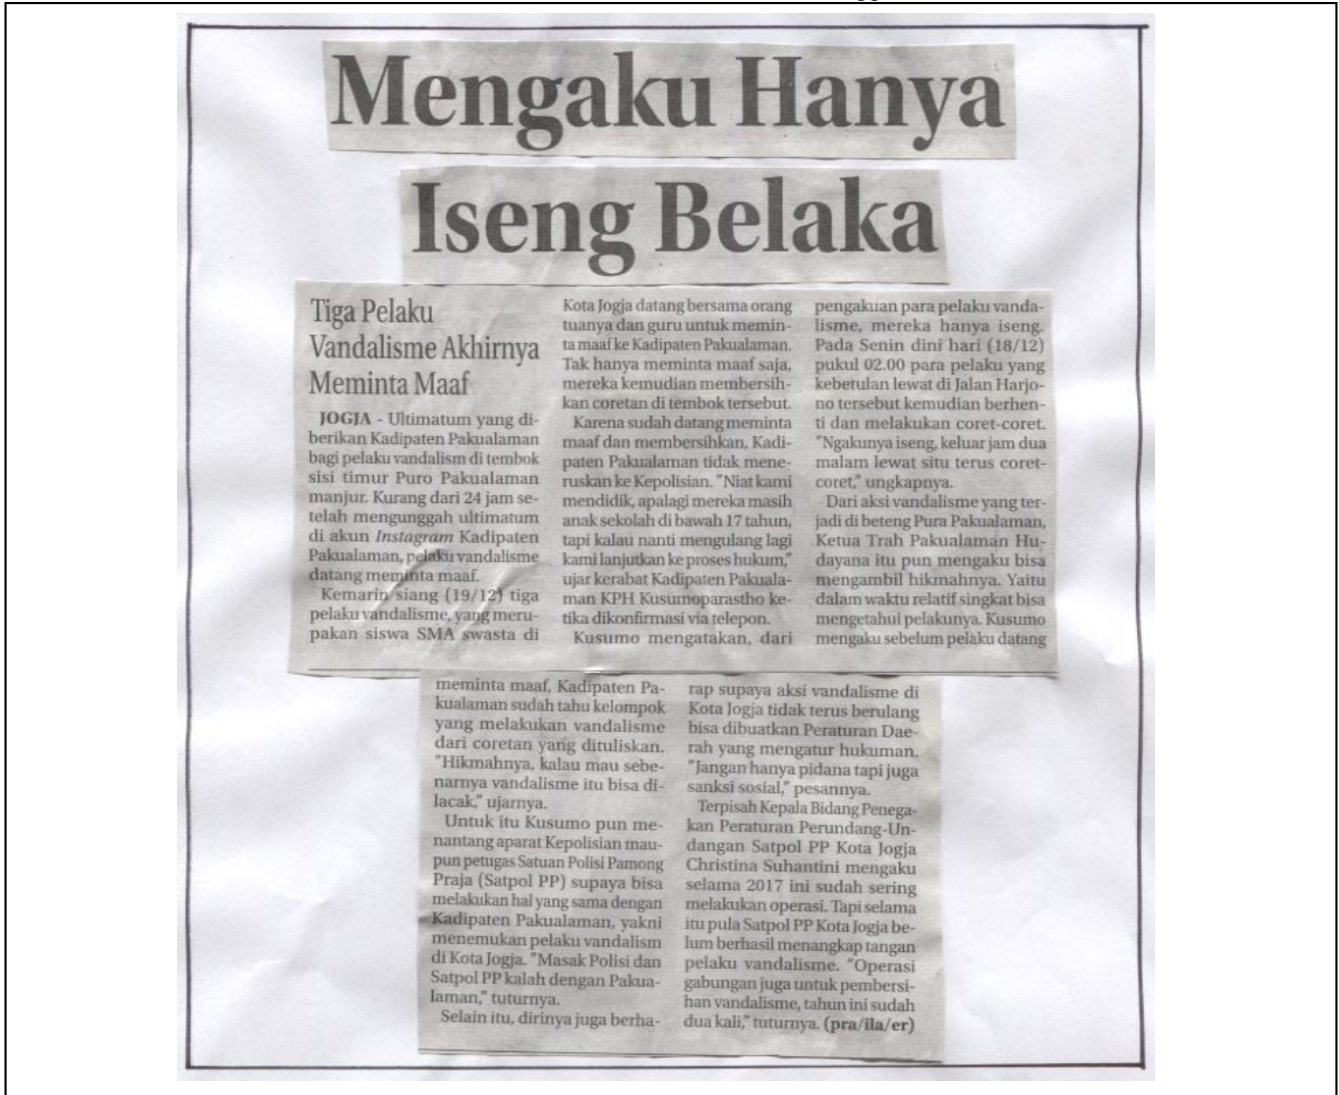 Mengaku Hanya
Iseng Belaka
Tiga Pelaku
Vandalisme Akhirnya
Meminta Maaf
JOGJA - Ultimatum yang di-
berikan Kadipaten Pakualaman
bagi pelaku vandalism di tembok
sisi timur Puro Pakualaman
manjur. Kurang dari 24 jam se-
telah mengunggah ultimatum
di akun Instagram Kadipaten
Pakualaman, pelaku vandalisme
datang meminta maaf.
Kemarin siang (19/12) tiga
pelaku vandalisme, yang meru-
pakan siswa SMA swasta di
Kota Jogja datang bersama orang
tuanya dan guru untuk memin-
ta maaf ke Kadipaten Pakualaman.
Tak hanya meminta maaf saja,
mereka kemudian membersih-
kan coretan di tembok tersebut.
Karena sudah datang meminta
maaf dan membersihkan, Kadi-
paten Pakualaman tidak mene-
ruskan ke Kepolisian. "Niat kami
mendidik, apalagi mereka masih
anak sekolah di bawah 17 tahun,
tapi kalau nanti mengulang lagi
kami lanjutkan ke proses hukum,"
ujar kerabat Kadipaten Pakuala-
man KPH Kusumoparastho ke-
tika dikonfirmasi via telepon.
Kusumo mengatakan, dari
pengakuan para pelaku vanda-
lisme, mereka hanya iseng.
Pada Senin dini hari (18/12)
pukul 02.00 para pelaku yang
kebetulan lewat di Jalan Harjo-
no tersebut kemudian berhen-
ti dan melakukan coret-coret.
"Ngakunya iseng, keluar jam dua
malam lewat situ terus coret-
coret," ungkapnya.
Dari aksi vandalisme yang ter-
jadi di beteng Pura Pakualaman,
Ketua Trah Pakualaman Hu-
dayana itu pun mengaku bisa
mengambil hikmahnya. Yaitu
dalam waktu relatif singkat bisa
mengetahui pelakunya. Kusumo
mengaku sebelum pelaku datang
meminta maaf, Kadipaten Pa-
kualaman sudah tahu kelompok
yang melakukan vandalisme
dari coretan yang dituliskan.
"Hikmahnya, kalau mau sebe-
narnya vandalisme itu bisa di-
lacak," ujarnya.
Untuk itu Kusumo pun me-
nantang aparat Kepolisian mau-
pun petugas Satuan Polisi Pamong
Praja (Satpol PP) supaya bisa
melakukan hal yang sama dengan
Kadipaten Pakualaman, yakni
menemukan pelaku vandalism
di Kota Jogja. "Masak Polisi dan
Satpol PP kalah dengan Pakua-
laman," tuturnya.
Selain itu, dirinya juga berha-
rap supaya aksi vandalisme di
Kota Jogja tidak terus berulang
bisa dibuatkan Peraturan Dae-
rah yang mengatur hukuman.
"Jangan hanya pidana tapi juga
sanksi sosial," pesannya.
Terpisah Kepala Bidang Penega-
kan Peraturan Perundang-Un-
dangan Satpol PP Kota Jogja
Christina Suhantini mengaku
selama 2017 ini sudah sering
melakukan operasi. Tapi selama
itu pula Satpol PP Kota Jogja be-
lum berhasil menangkap tangan
pelaku vandalisme. "Operasi
gabungan juga untuk pembersi-
han vandalisme, tahun ini sudah
dua kali," tuturnya. (pra/ila/er)